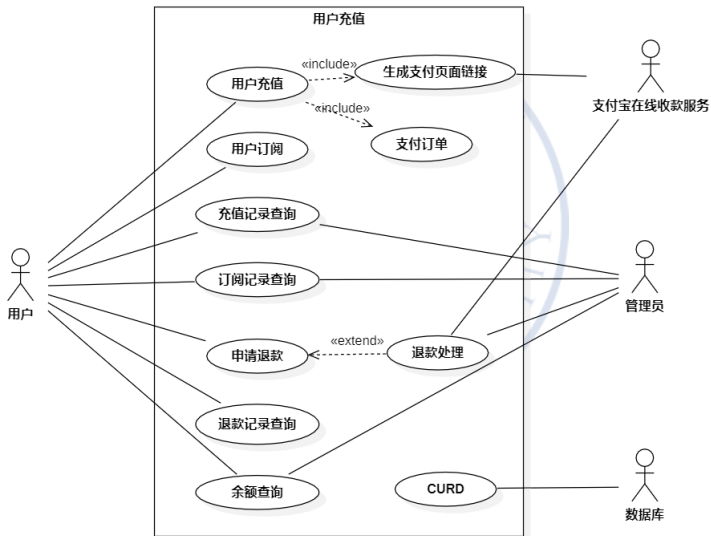 用户充值
«include»
用户充值
生成支付页面链接
支付宝在线收款服务
«include»
用户订阅
支付订单
充值记录查询
订阅记录查询
用户
管理员
«extend»
申请退款
退款处理
退款记录查询
余额查询
CURD
数据库